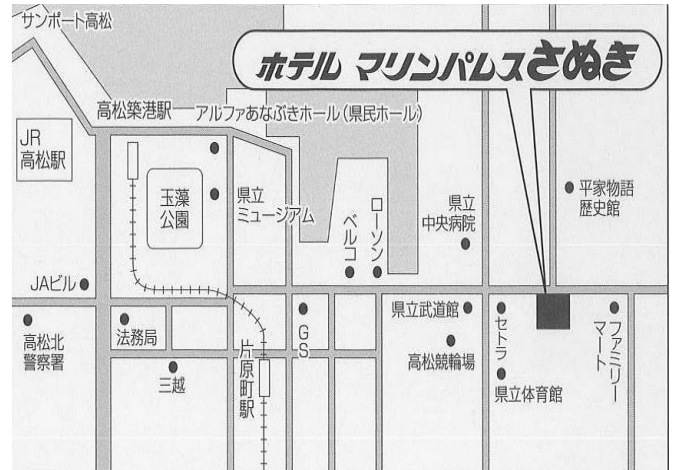 サンポート高松
ホテル マリンパレスさぬき
高松築港駅
アルファあなぶきホール(県民ホール)
JR
高松駅
玉藻
公園
県立
ミュージアム
ベルコ
ローソン
県立
中央病院
平家物語
歴史館
JAビル
高松北
警察署
法務局
三越
片原町駅
GS
県立武道館
高松競輪場
セトラ
県立体育館
ファミリー
マート